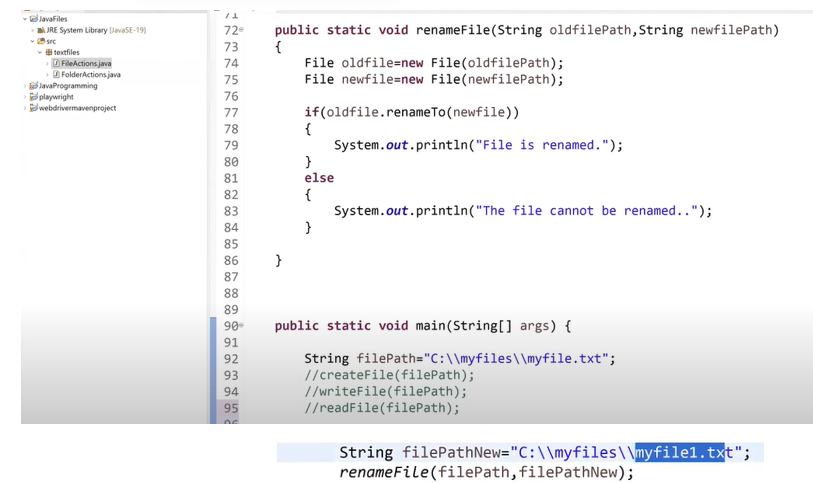 JavaFiles
JRE System Library [JavaSE-19]
src
textfiles
FileActions.java
FolderActions.java
JavaProgramming
playwright
webdrivermavenproject
71
72 public static void renameFile(String oldfilePath,String newfilePath)
73 {
74 File oldfile=new File(oldfilePath);
75 File newfile=new File(newfilePath);
76
77 if(oldfile.renameTo(newfile))
78 {
79 System.out.println("File is renamed.");
80 }
81 else
82 {
83 System.out.println("The file cannot be renamed..");
84 }
85
86 }
87
88
89
90 public static void main(String[] args) {
91
92 String filePath="C:\\myfiles\\myfile.txt";
93 //createFile(filePath);
94 //writeFile(filePath);
95 //readFile(filePath);
96
String filePathNew="C:\\myfiles\\myfile1.txt";
renameFile(filePath,filePathNew);